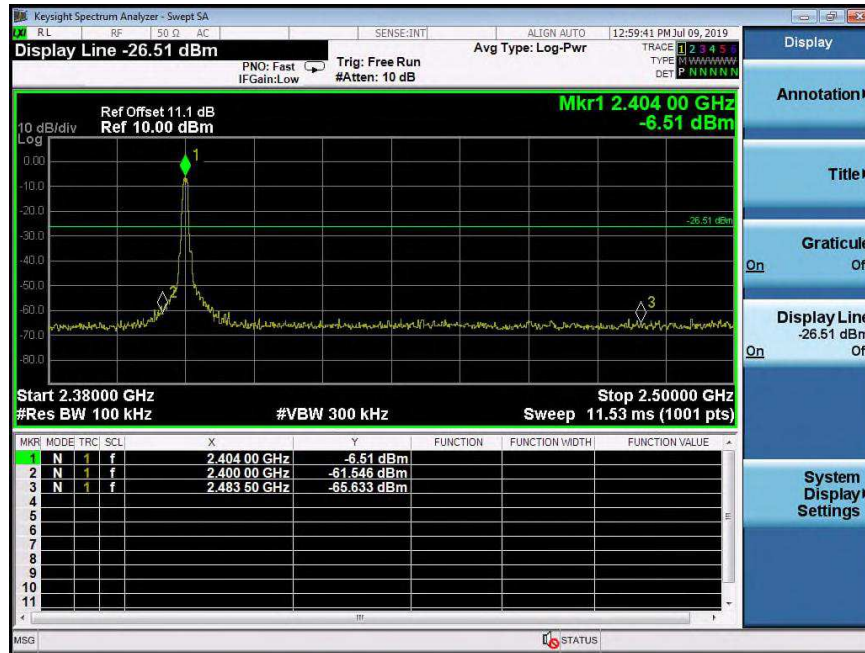 Keysight Spectrum Analyzer - Swept SA
LXI RL RF 50 Ω AC SENSE:INT ALIGN AUTO 12:59:41 PM Jul 09, 2019
Display Line -26.51 dBm
Avg Type: Log-Pwr
TRACE 1 2 3 4 5 6
PNO: Fast Trig: Free Run
TYPE M W W W W W
IFGain:Low #Atten: 10 dB
DET P N N N N N
Mkr1 2.404 00 GHz
Ref Offset 11.1 dB
10 dB/div Ref 10.00 dBm
-6.51 dBm
Log
1
0.00
-10.0
-20.0
-26.51 dBm
-30.0
-40.0
-50.0
2
3
-60.0
-70.0
-80.0
Start 2.38000 GHz Stop 2.50000 GHz
#Res BW 100 kHz #VBW 300 kHz Sweep 11.53 ms (1001 pts)
MKR MODE TRC SCL X Y FUNCTION FUNCTION WIDTH FUNCTION VALUE
1 N 1 f 2.404 00 GHz -6.51 dBm
2 N 1 f 2.400 00 GHz -61.546 dBm
3 N 1 f 2.483 50 GHz -65.633 dBm
4
5
6
7
8
9
10
11
MSG STATUS
Display
Annotation
Title
Graticule
On Of
Display Line
-26.51 dBm
On Of
System
Display
Settings